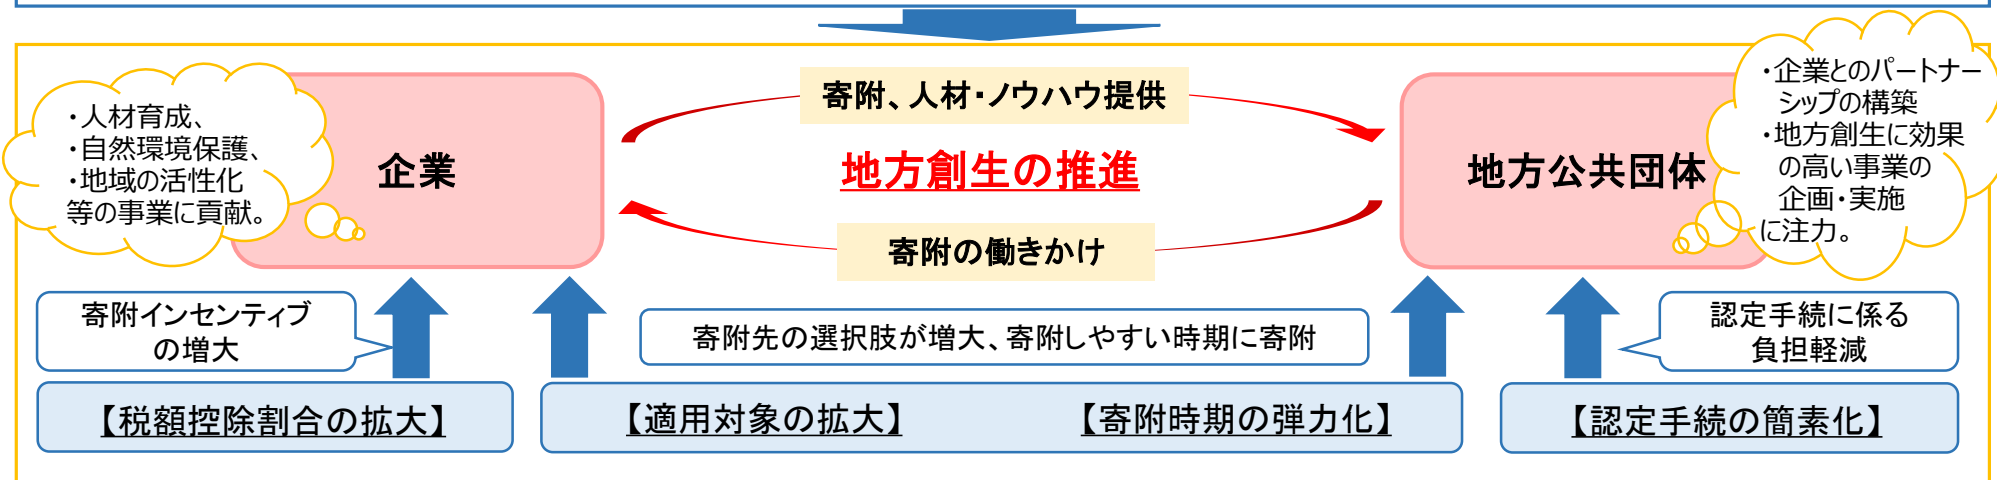 ・人材育成、
・自然環境保護、
・地域の活性化
等の事業に貢献。
企業
寄附、人材・ノウハウ提供
地方創生の推進
寄附の働きかけ
地方公共団体
・企業とのパートナー
シップの構築
・地方創生に効果
の高い事業の
企画・実施
に注力。
寄附インセンティブ
の増大
寄附先の選択肢が増大、寄附しやすい時期に寄附
認定手続に係る
負担軽減
【税額控除割合の拡大】
【適用対象の拡大】
【寄附時期の弾力化】
【認定手続の簡素化】